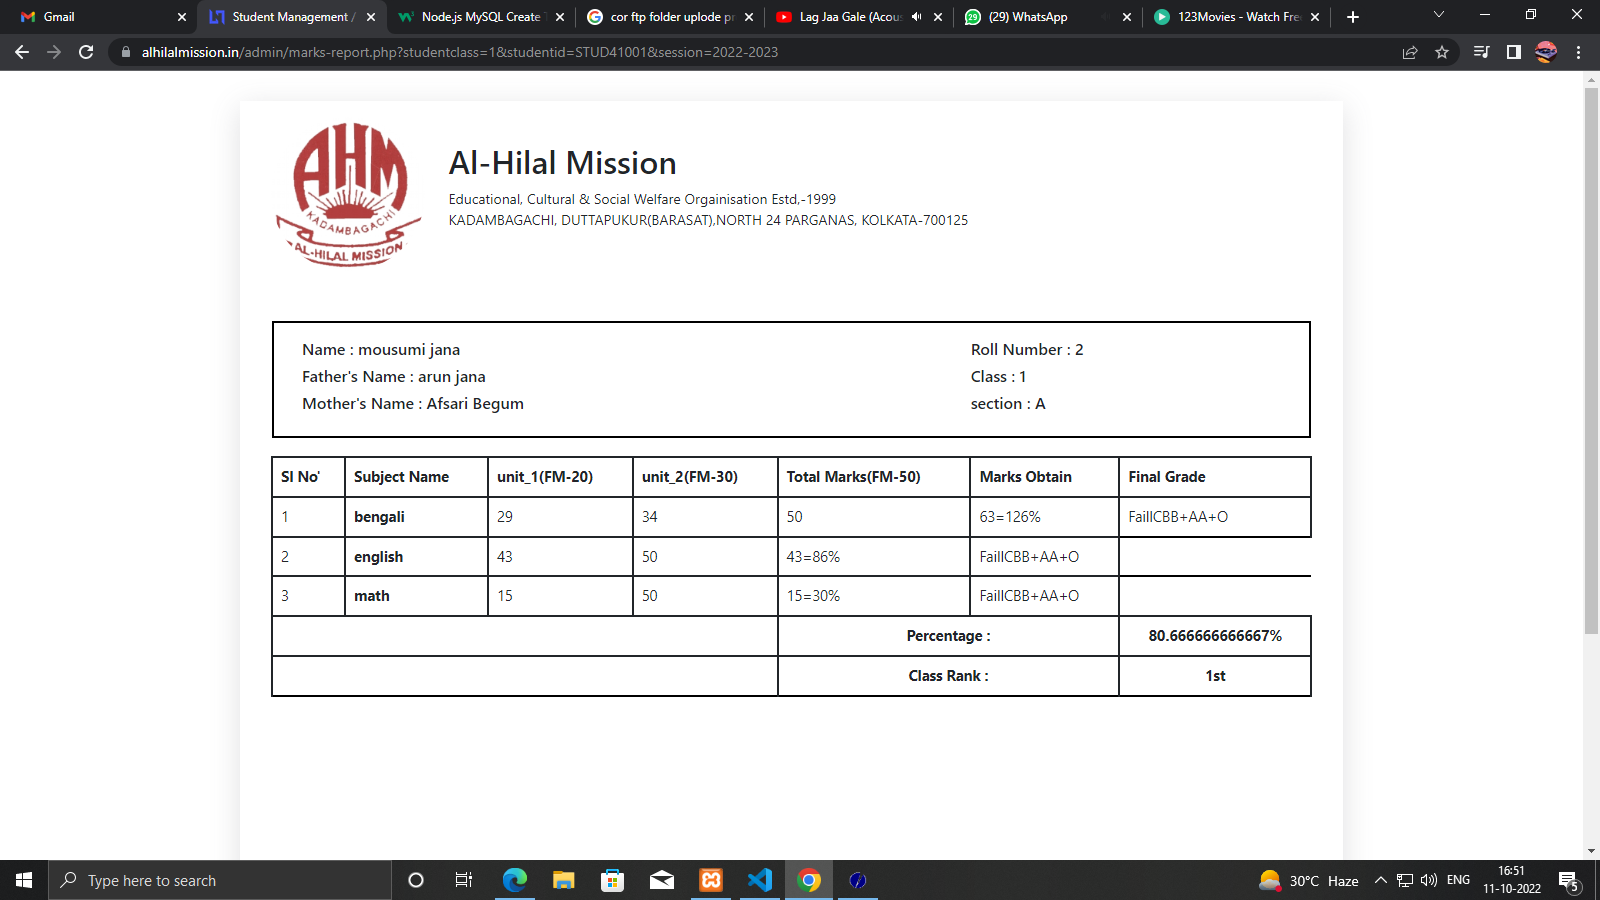 Gmail
Student Management /
Node.js MySQL Create T
cor ftp folder uplode pr
Lag Jaa Gale (Acous
(29) WhatsApp
123Movies - Watch Free
alhilalmission.in/admin/marks-report.php?studentclass=1&studentid=STUD41001&session=2022-2023
AHM
KADAMBAGACHI
AL-HILAL MISSION
Al-Hilal Mission
Educational, Cultural & Social Welfare Orgainisation Estd,-1999
KADAMBAGACHI, DUTTAPUKUR(BARASAT),NORTH 24 PARGANAS, KOLKATA-700125
Name : mousumi jana Roll Number : 2
Father's Name : arun jana Class : 1
Mother's Name : Afsari Begum section : A
Sl No' Subject Name unit_1(FM-20) unit_2(FM-30) Total Marks(FM-50) Marks Obtain Final Grade
1 bengali 29 34 50 63=126% FailICBB+AA+O
2 english 43 50 43=86% FailICBB+AA+O
3 math 15 50 15=30% FailICBB+AA+O
Percentage : 80.666666666667%
Class Rank : 1st
Type here to search
30°C Haze
ENG
16:51
11-10-2022
5